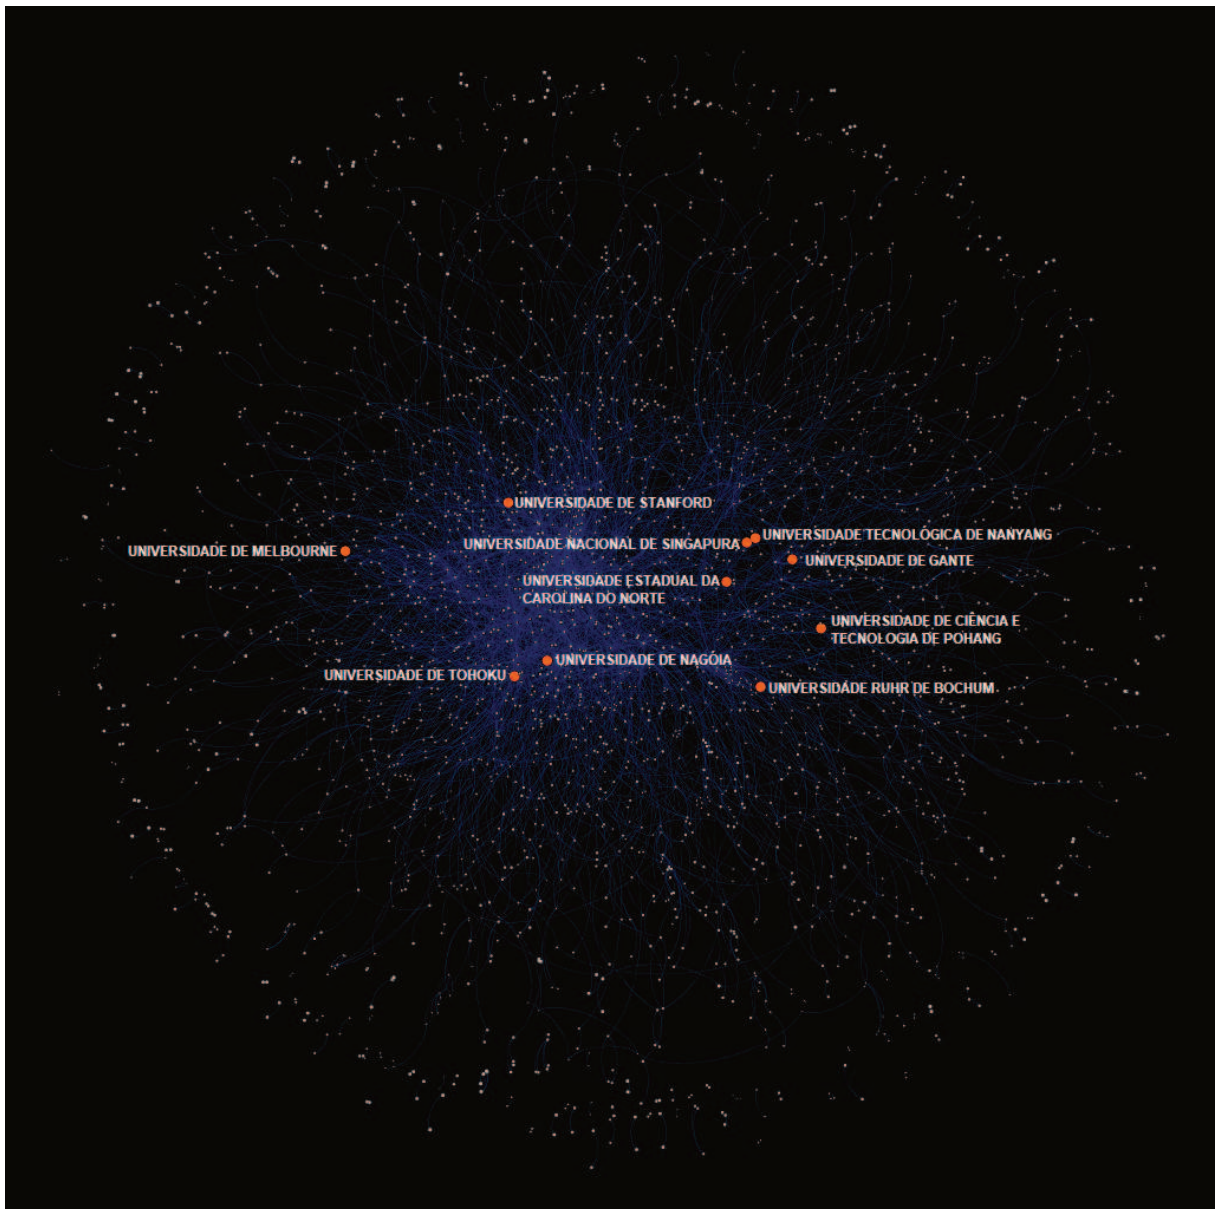 UNIVERSIDADE DE STANFORD
UNIVERSIDADE TECNOLÓGICA DE NANYANG
UNIVERSIDADE NACIONAL DE SINGAPURA
UNIVERSIDADE DE MELBOURNE
UNIVERSIDADE DE GANTE
UNIVERSIDADE ESTADUAL DA
CAROLINA DO NORTE
UNIVERSIDADE DE CIÊNCIA E
TECNOLOGIA DE POHANG
UNIVERSIDADE DE NAGÓIA
UNIVERSIDADE DE TOHOKU
UNIVERSIDADE RUHR DE BOCHUM